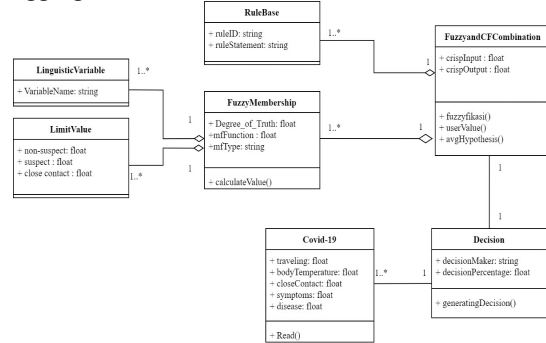 RuleBase
+ ruleID: string
+ ruleStatement: string
1..*
FuzzyandCFCombination
+ crispInput : float
+ crispOutput : float
+fuzzyfikasi()
+ userValue()
+ avgHypothesis()
1
LinguisticVariable
+ VariableName: string
1..*
LimitValue
+ non-suspect: float
+ suspect : float
+ close contact : float
1..*
FuzzyMembership
+ Degree_of_Truth: float
+mfFunction : float
+mfType: string
+ calculateValue()
1
1
1..*
1
1
1
Covid-19
+ traveling: float
+ bodyTemperature: float
+ closeContact: float
+ symptoms: float
+ disease: float
+ Read()
1..*
1
Decision
+ decisionMaker: string
+ decisionPercentage: float
+ generatingDecision()